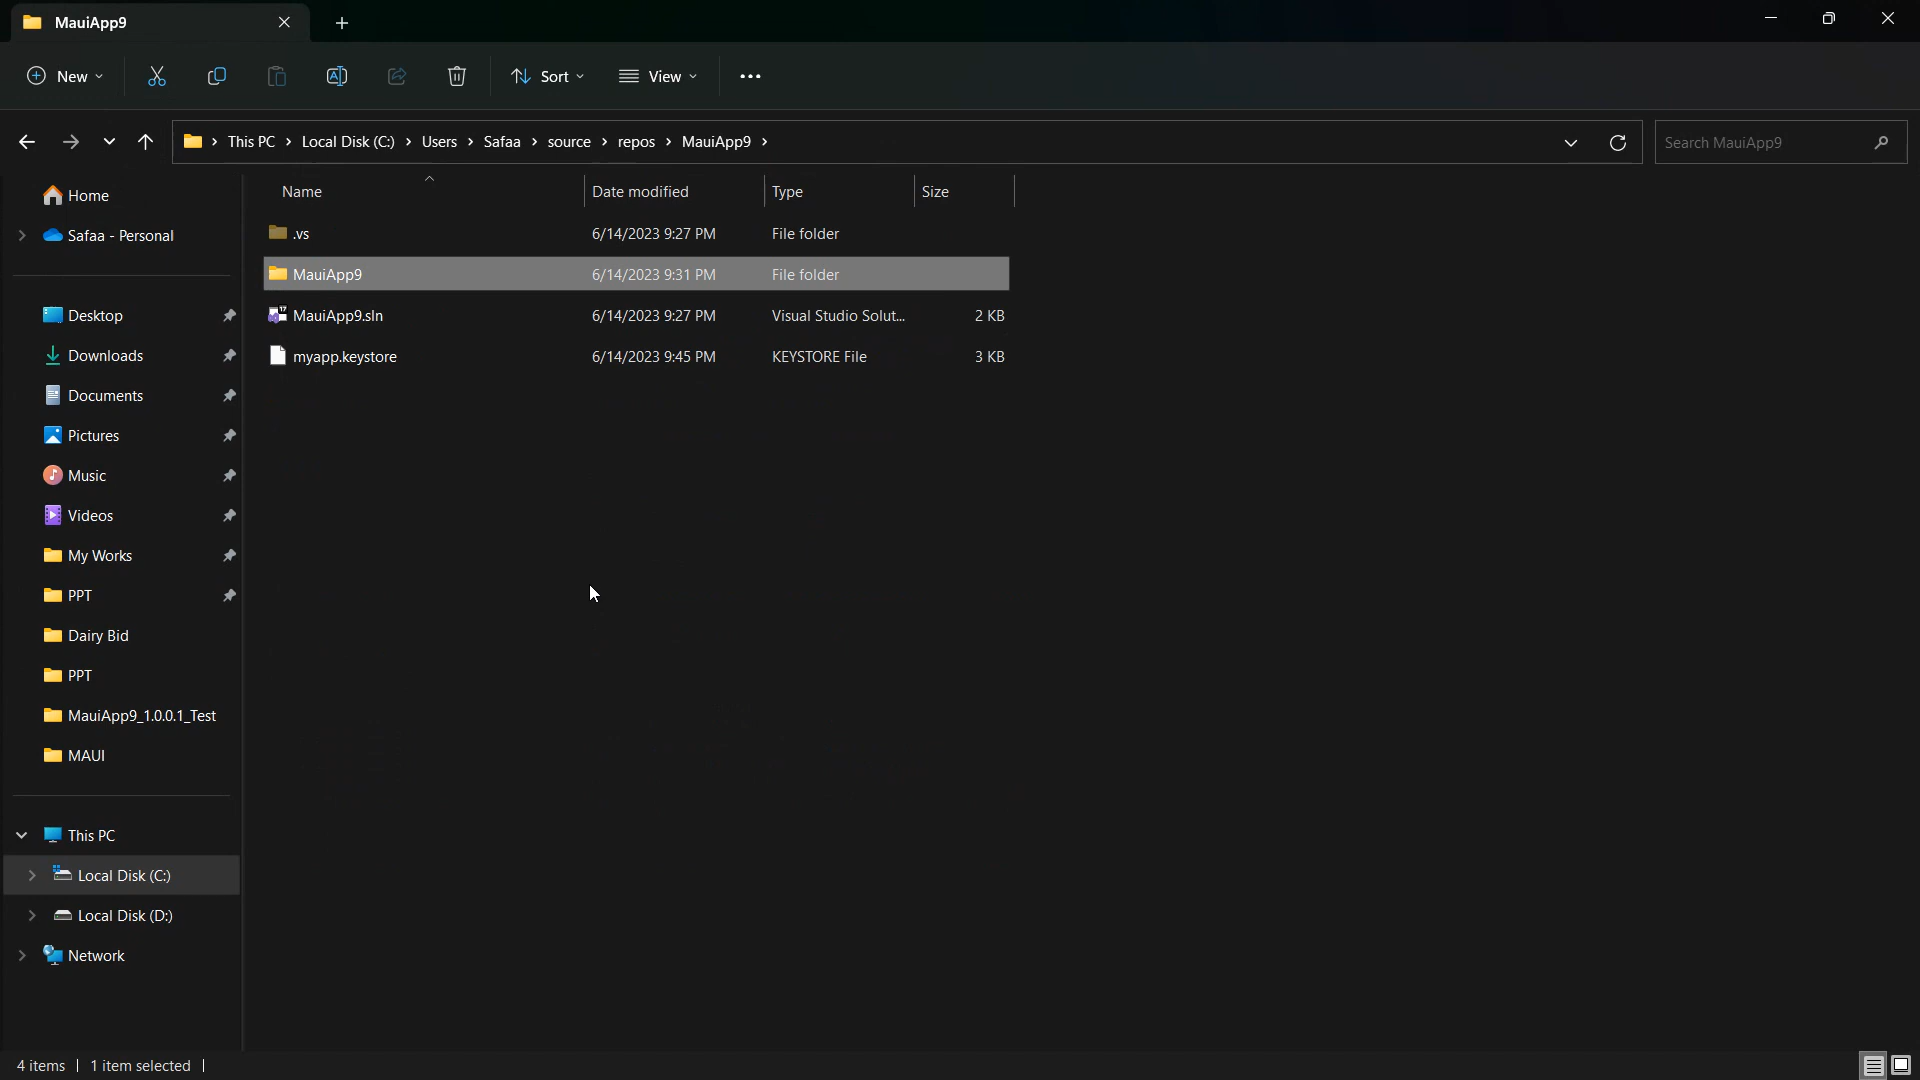 MauiApp9
New
Sort
View
This PC
Local Disk (C:)
Users
Safaa
source
repos
MauiApp9
Search MauiApp9
Name
Date modified
Type
Size
.vs 6/14/2023 9:27 PM File folder
MauiApp9 6/14/2023 9:31 PM File folder
MauiApp9.sln 6/14/2023 9:27 PM Visual Studio Solut... 2 KB
myapp.keystore 6/14/2023 9:45 PM KEYSTORE File 3 KB
Home
Safaa - Personal
Desktop
Downloads
Documents
Pictures
Music
Videos
My Works
PPT
Dairy Bid
PPT
MauiApp9_1.0.0.1_Test
MAUI
This PC
Local Disk (C:)
Local Disk (D:)
Network
4 items
1 item selected